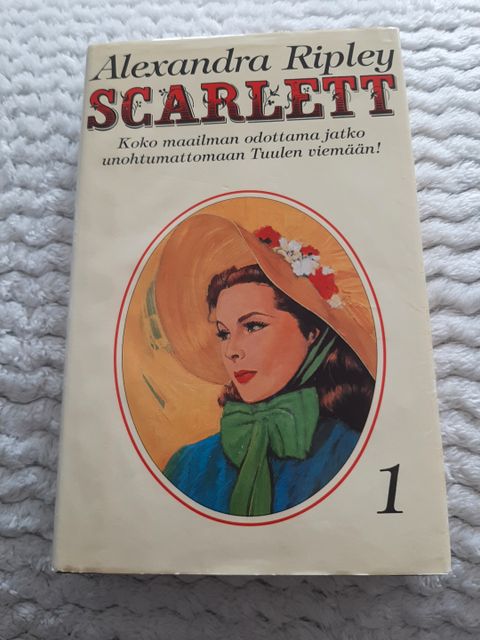 Alexandra Ripley
SCARLETT
Koko maailman odottama jatko
unohtumattomaan Tuulen viemään!
1